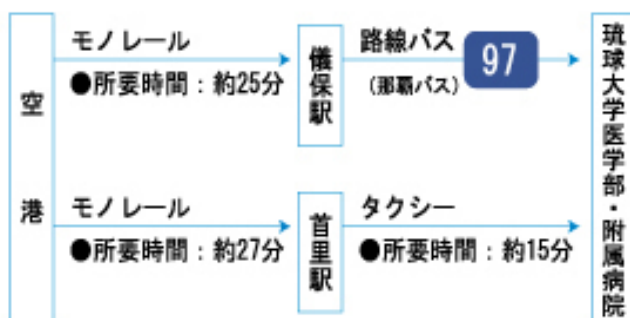 空港
モノレール
●所要時間：約25分
儀保駅
路線バス
(那覇バス)
97
モノレール
●所要時間：約27分
首里駅
タクシー
●所要時間：約15分
琉球大学医学部・附属病院